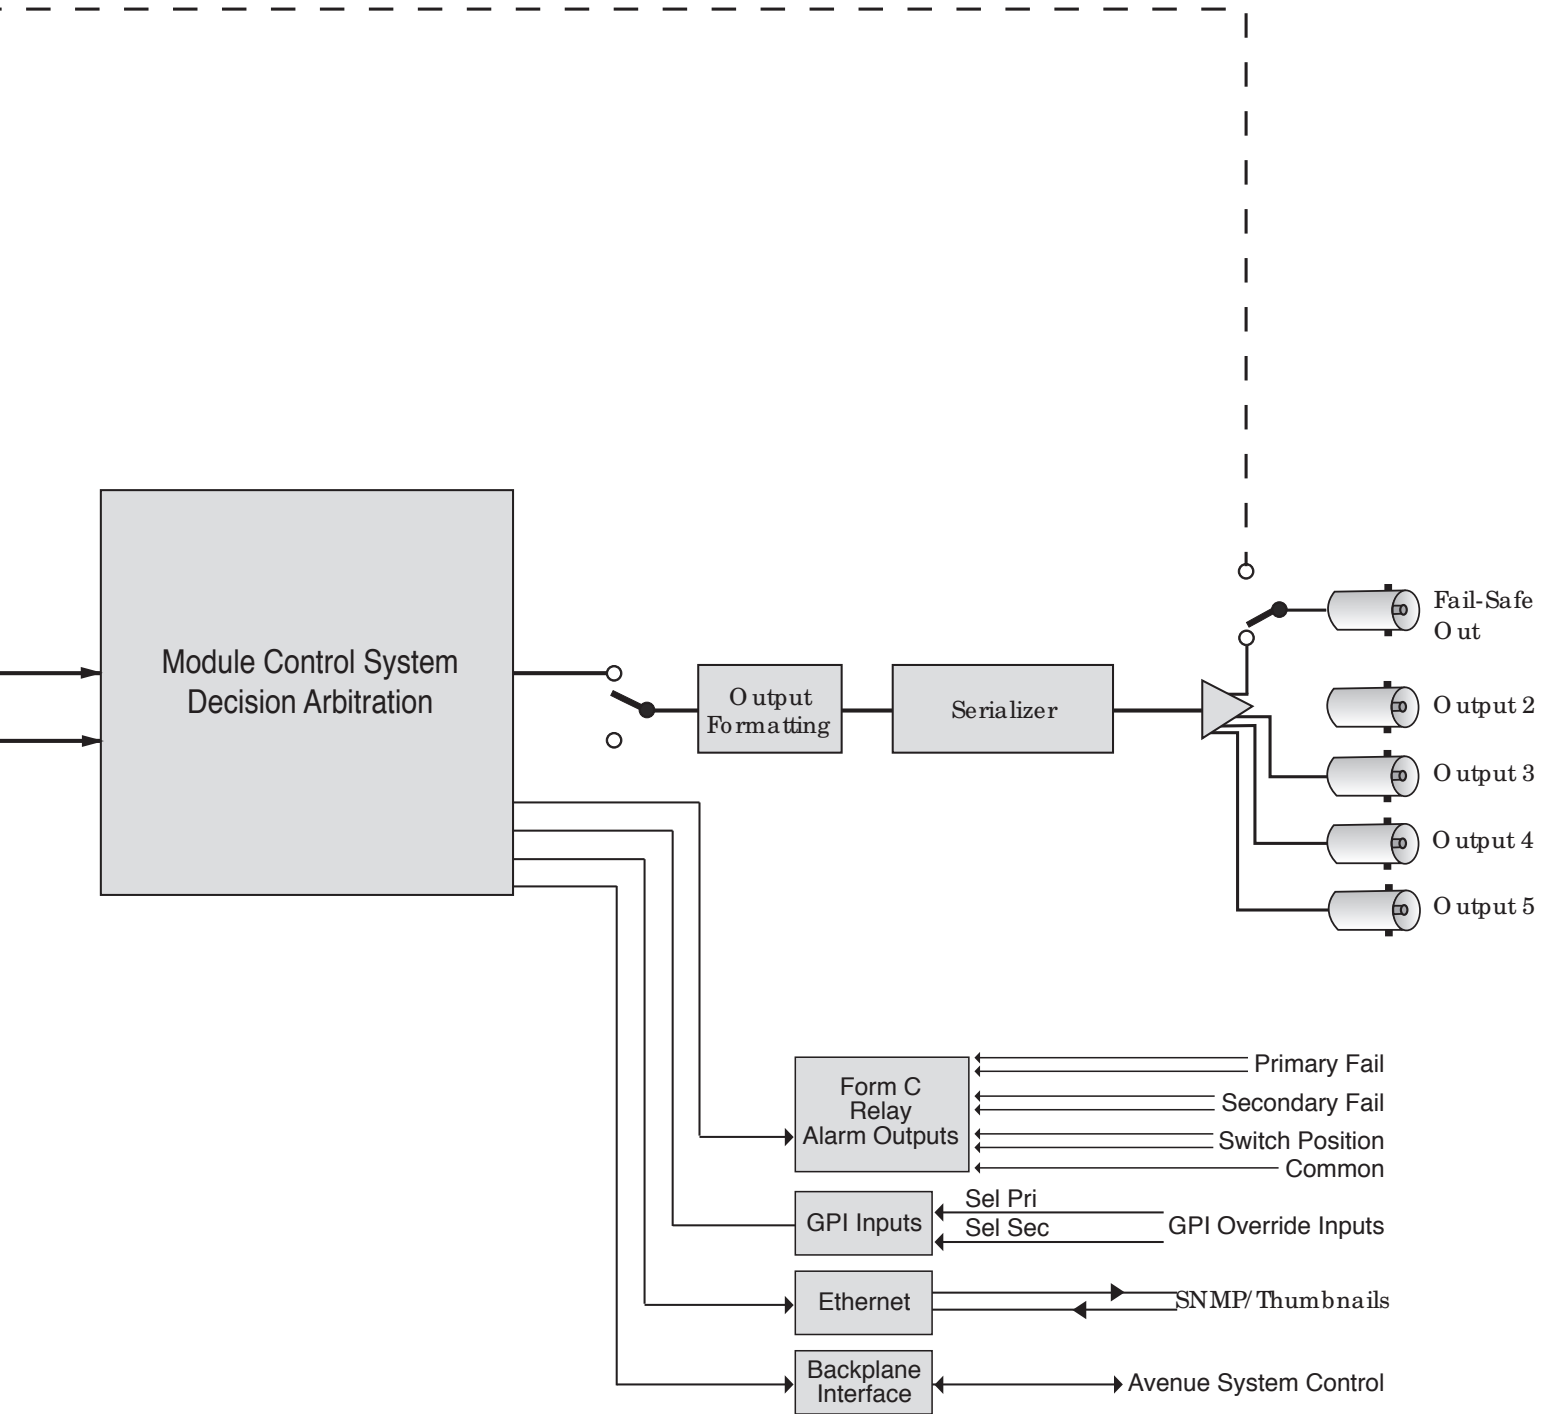 Fail-Safe
Out
Module Control System
Decision Arbitration
Output
Formatting
Serializer
Output 2
Output 3
Output 4
Output 5
Form C
Relay
Alarm Outputs
Primary Fail
Secondary Fail
Switch Position
Common
GPI Inputs
Sel Pri
Sel Sec
GPI Override Inputs
Ethernet
SNMP/Thumbnails
Backplane
Interface
Avenue System Control